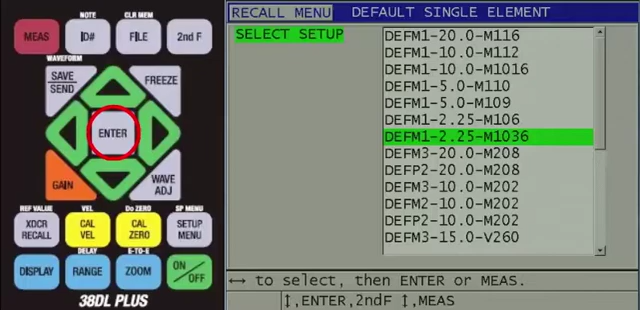 NOTE
CLR MEM
MEAS
ID#
FILE
2nd F
WAVEFORM
SAVE/
SEND
FREEZE
ENTER
GAIN
WAVE
ADJ
REF VALUE
VEL
Do ZERO
SP MENU
XDCR
RECALL
CAL
VEL
CAL
ZERO
SETUP
MENU
DELAY
E-TO-E
DISPLAY
RANGE
ZOOM
ON/
OFF
38DL PLUS
RECALL MENU
DEFAULT SINGLE ELEMENT
SELECT SETUP
DEFM1-20.0-M116
DEFM1-10.0-M112
DEFM1-10.0-M1016
DEFM1-5.0-M110
DEFM1-5.0-M109
DEFM1-2.25-M106
DEFM1-2.25-M1036
DEFM3-20.0-M208
DEFP2-20.0-M208
DEFM3-10.0-M202
DEFM2-10.0-M202
DEFP2-10.0-M202
DEFM3-15.0-V260
↔ to select, then ENTER or MEAS.
↕,ENTER,2ndF ↕,MEAS